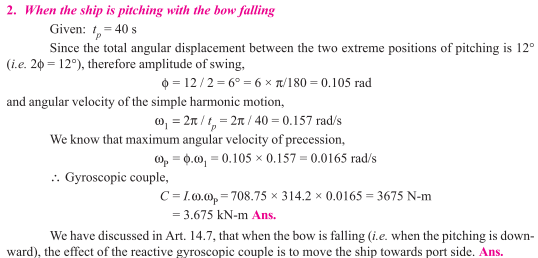 2. When the ship is pitching with the bow falling
Given: tp = 40 s
Since the total angular displacement between the two extreme positions of pitching is 12°
(i.e. 2ϕ = 12°), therefore amplitude of swing,
ϕ = 12 / 2 = 6° = 6 × π/180 = 0.105 rad
and angular velocity of the simple harmonic motion,
ω1 = 2π / tp = 2π / 40 = 0.157 rad/s
We know that maximum angular velocity of precession,
ωP = ϕ.ω1 = 0.105 × 0.157 = 0.0165 rad/s
∴ Gyroscopic couple,
C = I.ω.ωP = 708.75 × 314.2 × 0.0165 = 3675 N-m
= 3.675 kN-m Ans.
We have discussed in Art. 14.7, that when the bow is falling (i.e. when the pitching is down-
ward), the effect of the reactive gyroscopic couple is to move the ship towards port side. Ans.